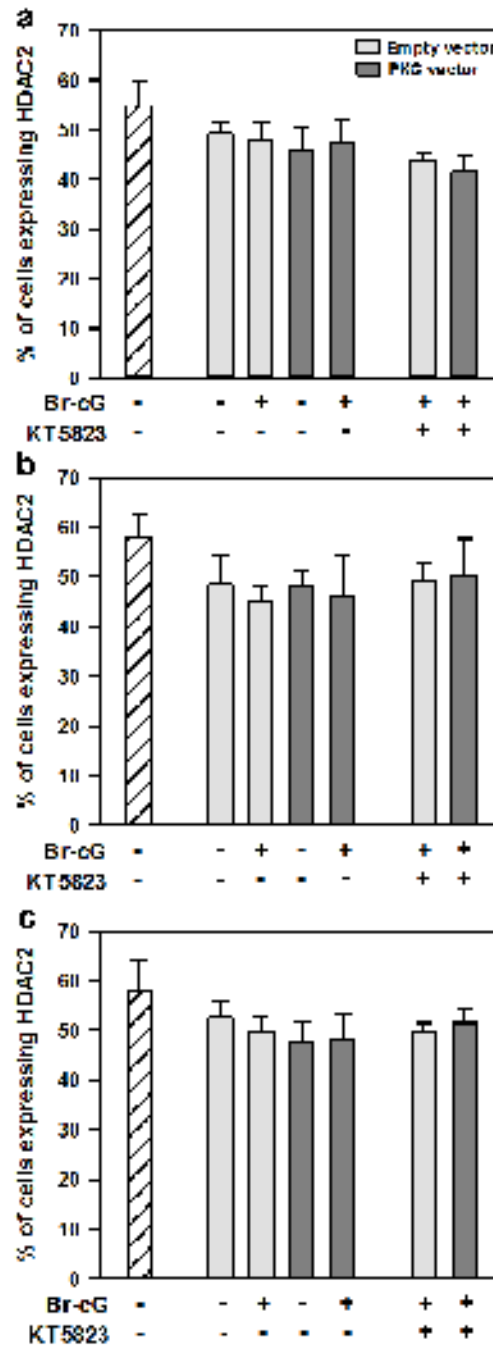 a
% of cells expressing HDAC2
70
60
50
40
30
20
10
0
Empty vector
PKG vector
Br-cG - - + - + + +
KT5823 - - - - - + +
b
% of cells expressing HDAC2
70
60
50
40
30
20
10
0
Br-cG - - + - + + +
KT5823 - - - - - + +
c
% of cells expressing HDAC2
70
60
50
40
30
20
10
0
Br-cG - - + - + + +
KT5823 - - - - - + +